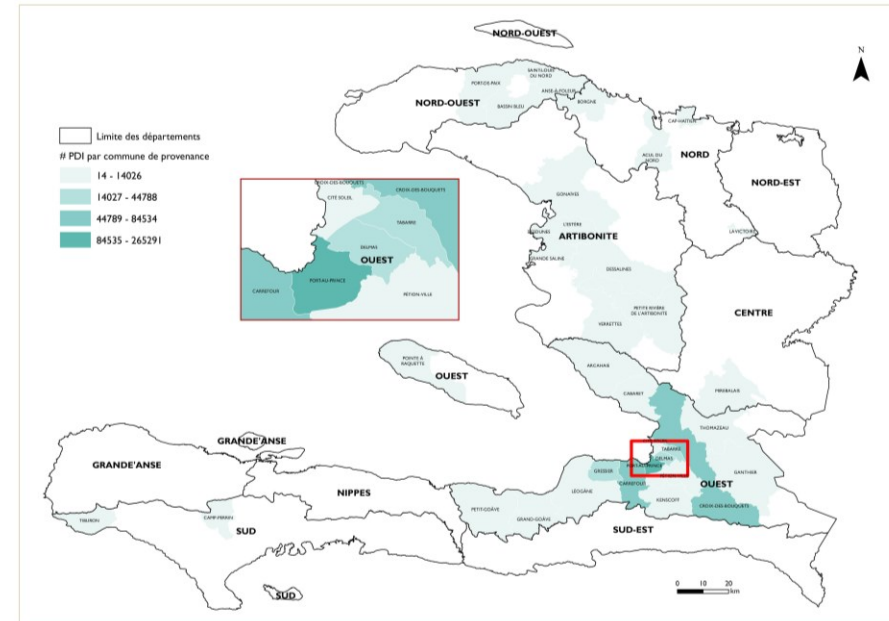 NORD-OUEST
N
SAINT-LOUIS
DU NORD
PORT-DE-PAIX
ANSE-À-FOLEUR
NORD-OUEST
BASSIN BLEU
BORGNE
CAP-HAITIEN
Limite des départements
# PDI par commune de provenance
14 - 14026
14027 - 44788
44789 - 84534
84535 - 265291
ACUL DU
NORD
NORD
NORD-EST
CROIX-DES-BOUQUETS
CROIX-DES-BOUQUETS
CITÉ SOLEIL
TABARRE
DELMAS
OUEST
PORT-AU-PRINCE
CARREFOUR
PÉTION-VILLE
GONAÏVES
L'ESTÈRE
LA VICTOIRE
ARTIBONITE
GRANDE SALINE
DESSALINES
PETITE RIVIÈRE
DE L'ARTIBONITE
VERRETTES
CENTRE
POINTE À
RAQUETTE
OUEST
ARCAHAIE
CABARET
MIREBALAIS
THOMAZEAU
GRANDE'ANSE
GRANDE'ANSE
TABARRE
DELMAS
GANTHIER
GRESSIER
CARREFOUR
OUEST
NIPPES
LÉOGÂNE
KENSCOFF
PETIT-GOÂVE
CROIX-DES-BOUQUETS
GRAND-GOÂVE
TIBURON
CAMP-PERRIN
SUD
SUD-EST
SUD
0 10 20
km